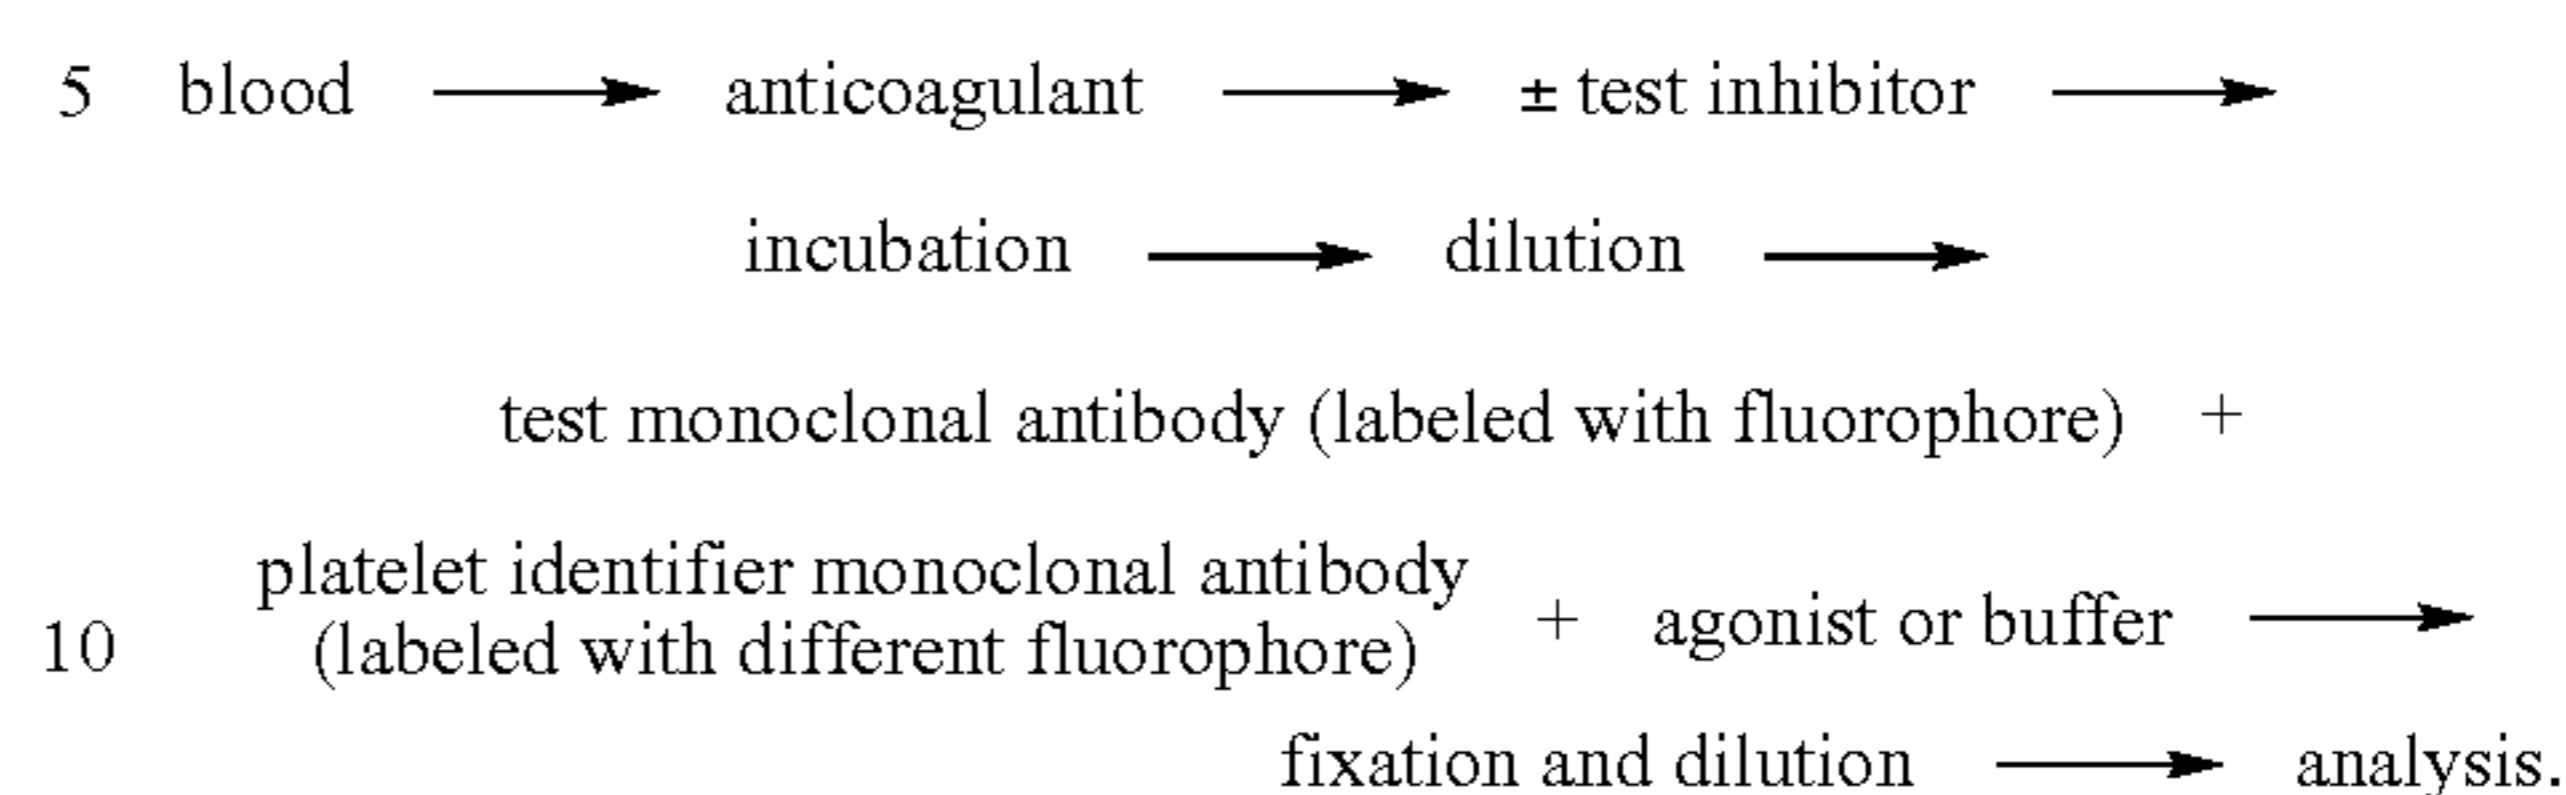 5 blood ⟶ anticoagulant ⟶ ± test inhibitor ⟶
incubation ⟶ dilution ⟶
test monoclonal antibody (labeled with fluorophore) +
platelet identifier monoclonal antibody
10 (labeled with different fluorophore) + agonist or buffer ⟶
fixation and dilution ⟶ analysis.